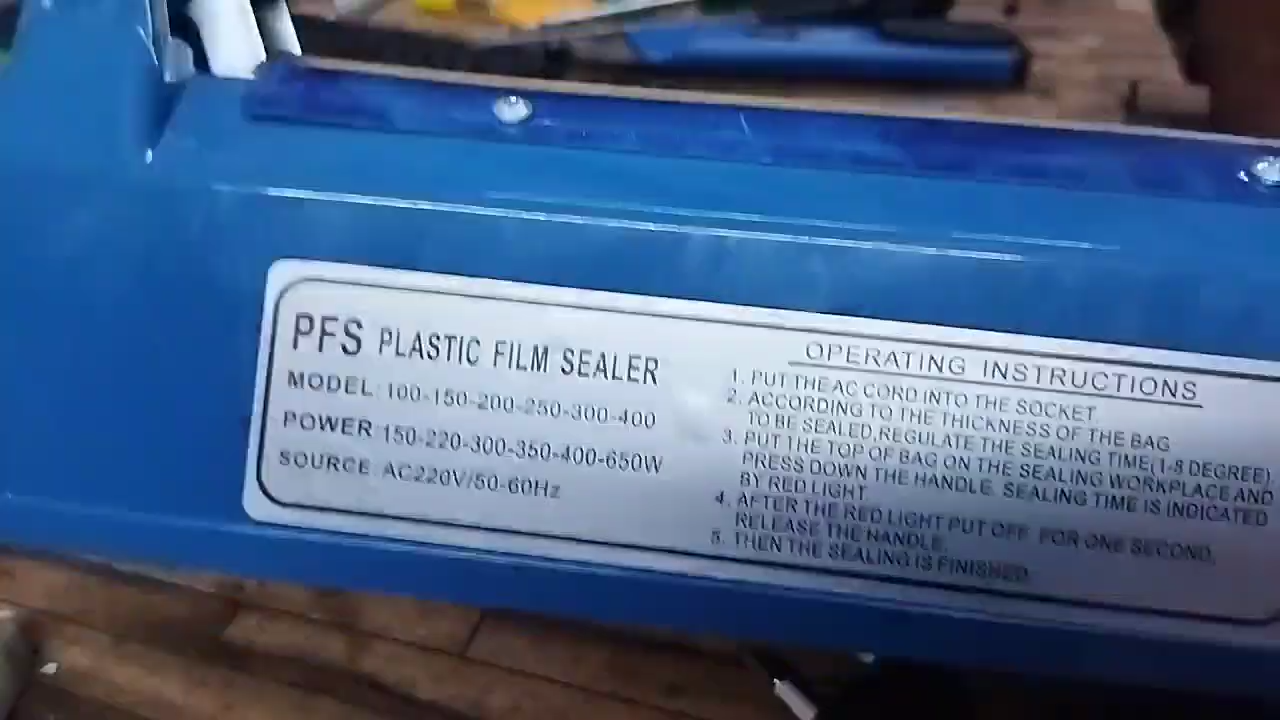 PFS PLASTIC FILM SEALER
MODEL: 100-150-200-250-300-400
POWER:150-220-300-350-400-650W
SOURCE: AC220V/50-60Hz
OPERATING INSTRUCTIONS
1. PUT THE AC CORD INTO THE SOCKET.
2. ACCORDING TO THE THICKNESS OF THE BAG
TO BE SEALED,REGULATE THE SEALING TIME(1-8 DEGREE).
3. PUT THE TOP OF BAG ON THE SEALING WORKPLACE AND
PRESS DOWN THE HANDLE. SEALING TIME IS INDICATED
BY RED LIGHT.
4. AFTER THE RED LIGHT PUT OFF FOR ONE SECOND,
RELEASE THE HANDLE.
5. THEN THE SEALING IS FINISHED.